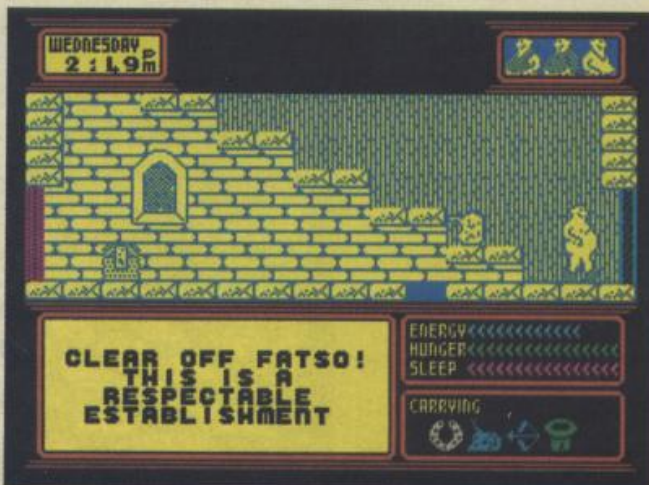 WEDNESDAY
2:49 pm
CLEAR OFF FATSO!
THIS IS A
RESPECTABLE
ESTABLISHMENT
ENERGY
HUNGER
SLEEP
CARRYING